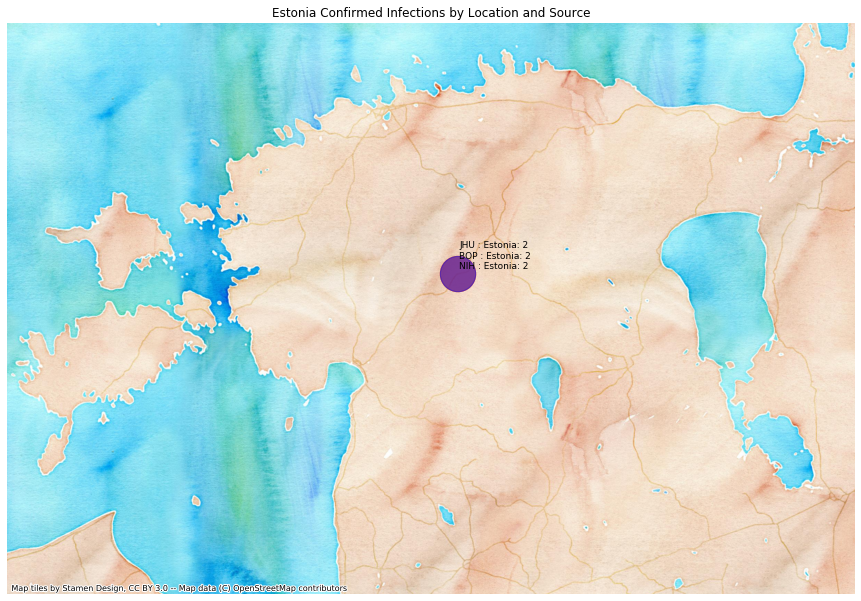 Estonia Confirmed Infections by Location and Source
JHU : Estonia: 2
BOP : Estonia: 2
NIH : Estonia: 2
Map tiles by Stamen Design, CC BY 3.0 -- Map data (C) OpenStreetMap contributors